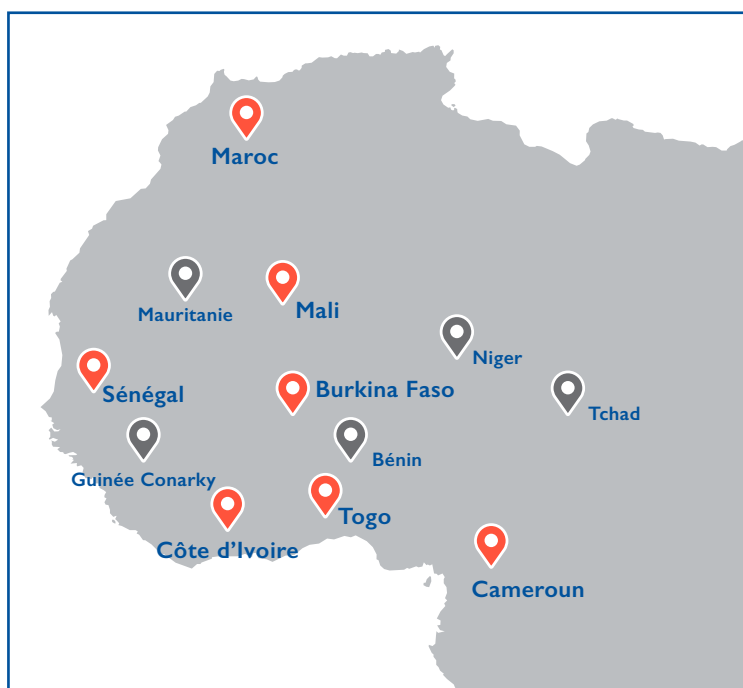 Maroc
Mali
Mauritanie
Niger
Burkina Faso
Sénégal
Tchad
Bénin
Guinée Conarky
Togo
Côte d’Ivoire
Cameroun